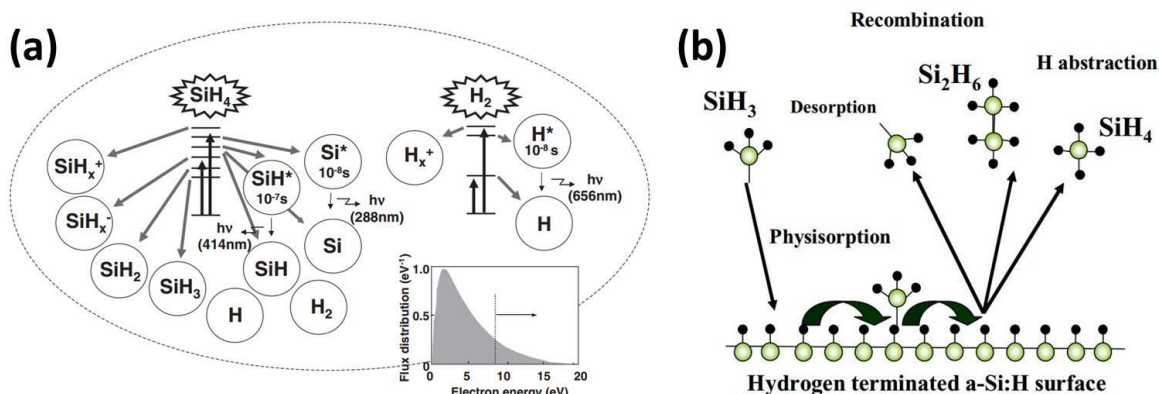 (a)
SiH4
H2
SiHx+
SiHx-
SiH2
SiH3
H
H2
SiH
Si
SiH*
10-7s
Si*
10-8s
hν
(414nm)
hν
(288nm)
Hx+
H*
10-8 s
hν
(656nm)
H
Flux distribution (eV-1)
1.0
0.5
0
0 5 10 15 20
Electron energy (eV)
(b)
Recombination
H abstraction
Si2H6
SiH3
Desorption
SiH4
Physisorption
Hydrogen terminated a-Si:H surface